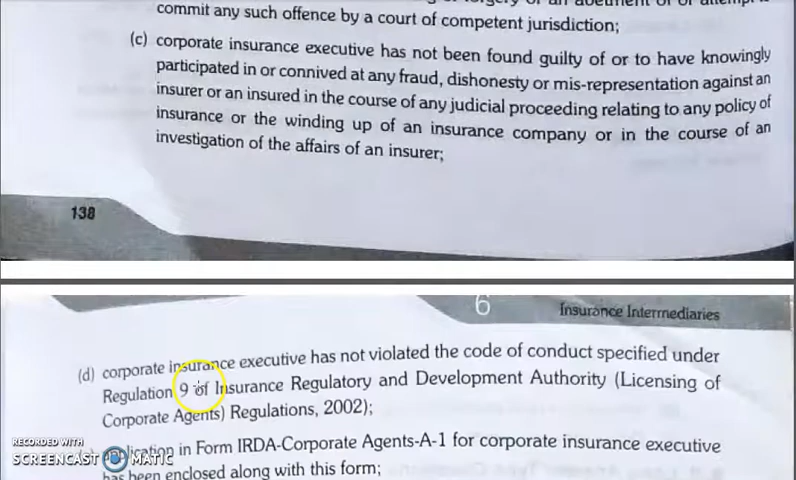 commit any such offence by a court of competent jurisdiction;
(c) corporate insurance executive has not been found guilty of or to have knowingly
participated in or connived at any fraud, dishonesty or mis-representation against an
insurer or an insured in the course of any judicial proceeding relating to any policy of
insurance or the winding up of an insurance company or in the course of an
investigation of the affairs of an insurer;
138
6 Insurance Intermediaries
(d) corporate insurance executive has not violated the code of conduct specified under
Regulation 9 of Insurance Regulatory and Development Authority (Licensing of
Corporate Agents) Regulations, 2002);
in Form IRDA-Corporate Agents-A-1 for corporate insurance executive
has been enclosed along with this form;
RECORDED WITH
SCREENCAST MATIC